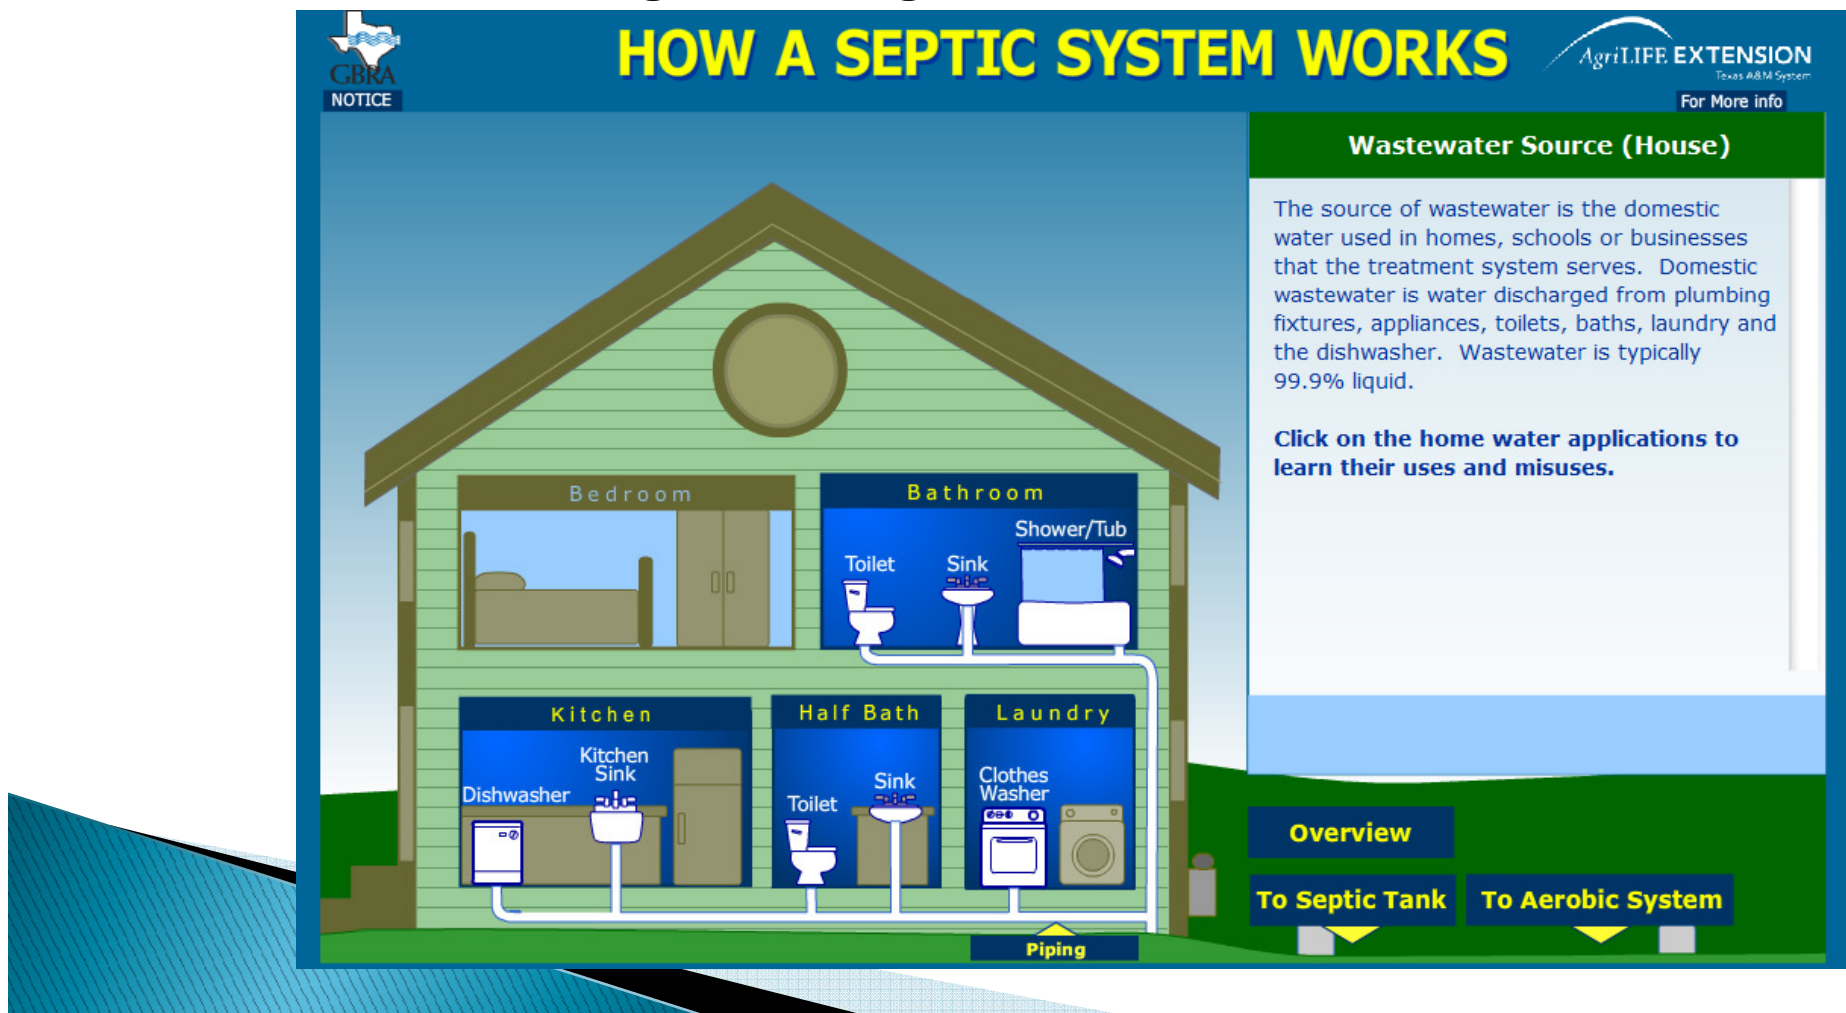 HOW A SEPTIC SYSTEM WORKS
GBRA
NOTICE
AgriLIFE EXTENSION
Texas A&M System
For More info
Wastewater Source (House)
The source of wastewater is the domestic
water used in homes, schools or businesses
that the treatment system serves.  Domestic
wastewater is water discharged from plumbing
fixtures, appliances, toilets, baths, laundry and
the dishwasher.  Wastewater is typically
99.9% liquid.
Click on the home water applications to
learn their uses and misuses.
Bedroom
Bathroom
Shower/Tub
Toilet
Sink
Kitchen
Kitchen
Sink
Dishwasher
Half Bath
Sink
Toilet
Laundry
Clothes
Washer
Piping
Overview
To Septic Tank
To Aerobic System